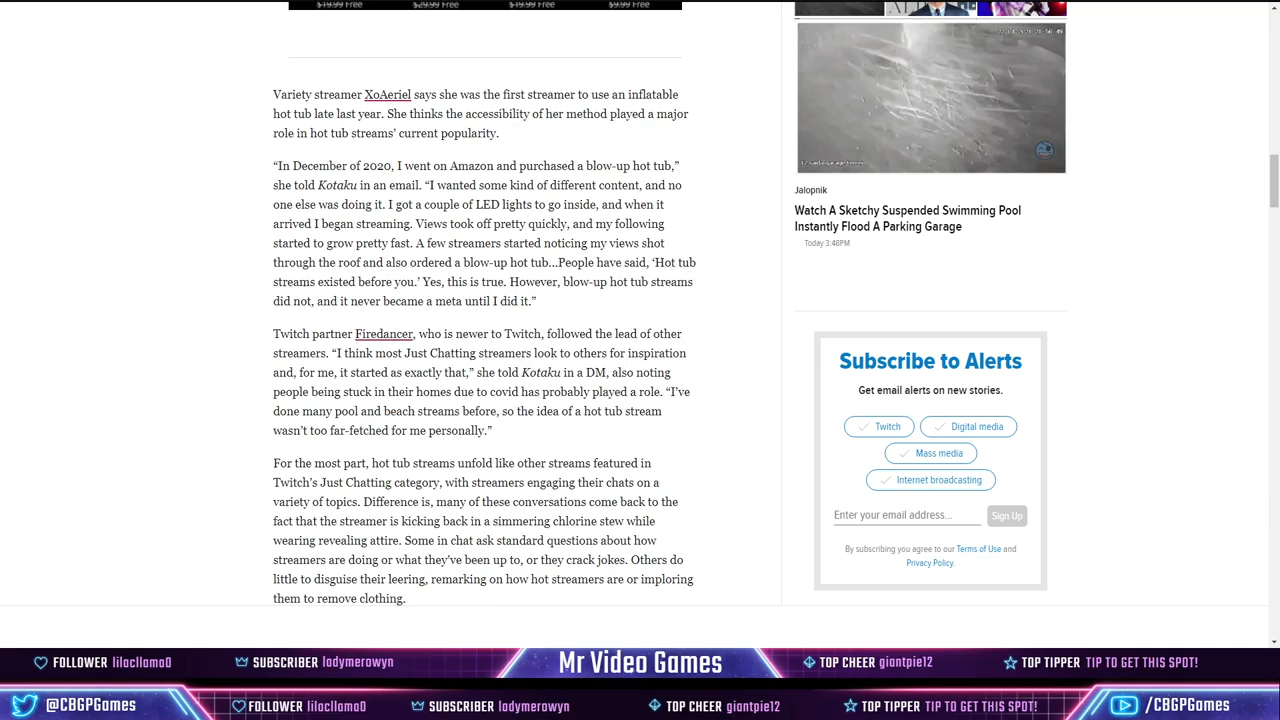 $19.99 Free
$29.99 Free
$19.99 Free
$9.99 Free
Variety streamer XoAeriel says she was the first streamer to use an inflatable
hot tub late last year. She thinks the accessibility of her method played a major
role in hot tub streams’ current popularity.
“In December of 2020, I went on Amazon and purchased a blow-up hot tub,”
she told Kotaku in an email. “I wanted some kind of different content, and no
one else was doing it. I got a couple of LED lights to go inside, and when it
arrived I began streaming. Views took off pretty quickly, and my following
started to grow pretty fast. A few streamers started noticing my views shot
through the roof and also ordered a blow-up hot tub…People have said, ‘Hot tub
streams existed before you.’ Yes, this is true. However, blow-up hot tub streams
did not, and it never became a meta until I did it.”
Twitch partner Firedancer, who is newer to Twitch, followed the lead of other
streamers. “I think most Just Chatting streamers look to others for inspiration
and, for me, it started as exactly that,” she told Kotaku in a DM, also noting
people being stuck in their homes due to covid has probably played a role. “I’ve
done many pool and beach streams before, so the idea of a hot tub stream
wasn’t too far-fetched for me personally.”
For the most part, hot tub streams unfold like other streams featured in
Twitch’s Just Chatting category, with streamers engaging their chats on a
variety of topics. Difference is, many of these conversations come back to the
fact that the streamer is kicking back in a simmering chlorine stew while
wearing revealing attire. Some in chat ask standard questions about how
streamers are doing or what they’ve been up to, or they crack jokes. Others do
little to disguise their leering, remarking on how hot streamers are or imploring
them to remove clothing.
Jalopnik
Watch A Sketchy Suspended Swimming Pool
Instantly Flood A Parking Garage
Today 3:48PM
Subscribe to Alerts
Get email alerts on new stories.
Twitch
Digital media
Mass media
Internet broadcasting
Enter your email address...
Sign Up
By subscribing you agree to our Terms of Use and
Privacy Policy.
FOLLOWER lilacllama0
SUBSCRIBER ladymerowyn
Mr Video Games
TOP CHEER giantpie12
TOP TIPPER TIP TO GET THIS SPOT!
@CBGPGames
FOLLOWER lilacllama0
SUBSCRIBER ladymerowyn
TOP CHEER giantpie12
TOP TIPPER TIP TO GET THIS SPOT!
/CBGPGames